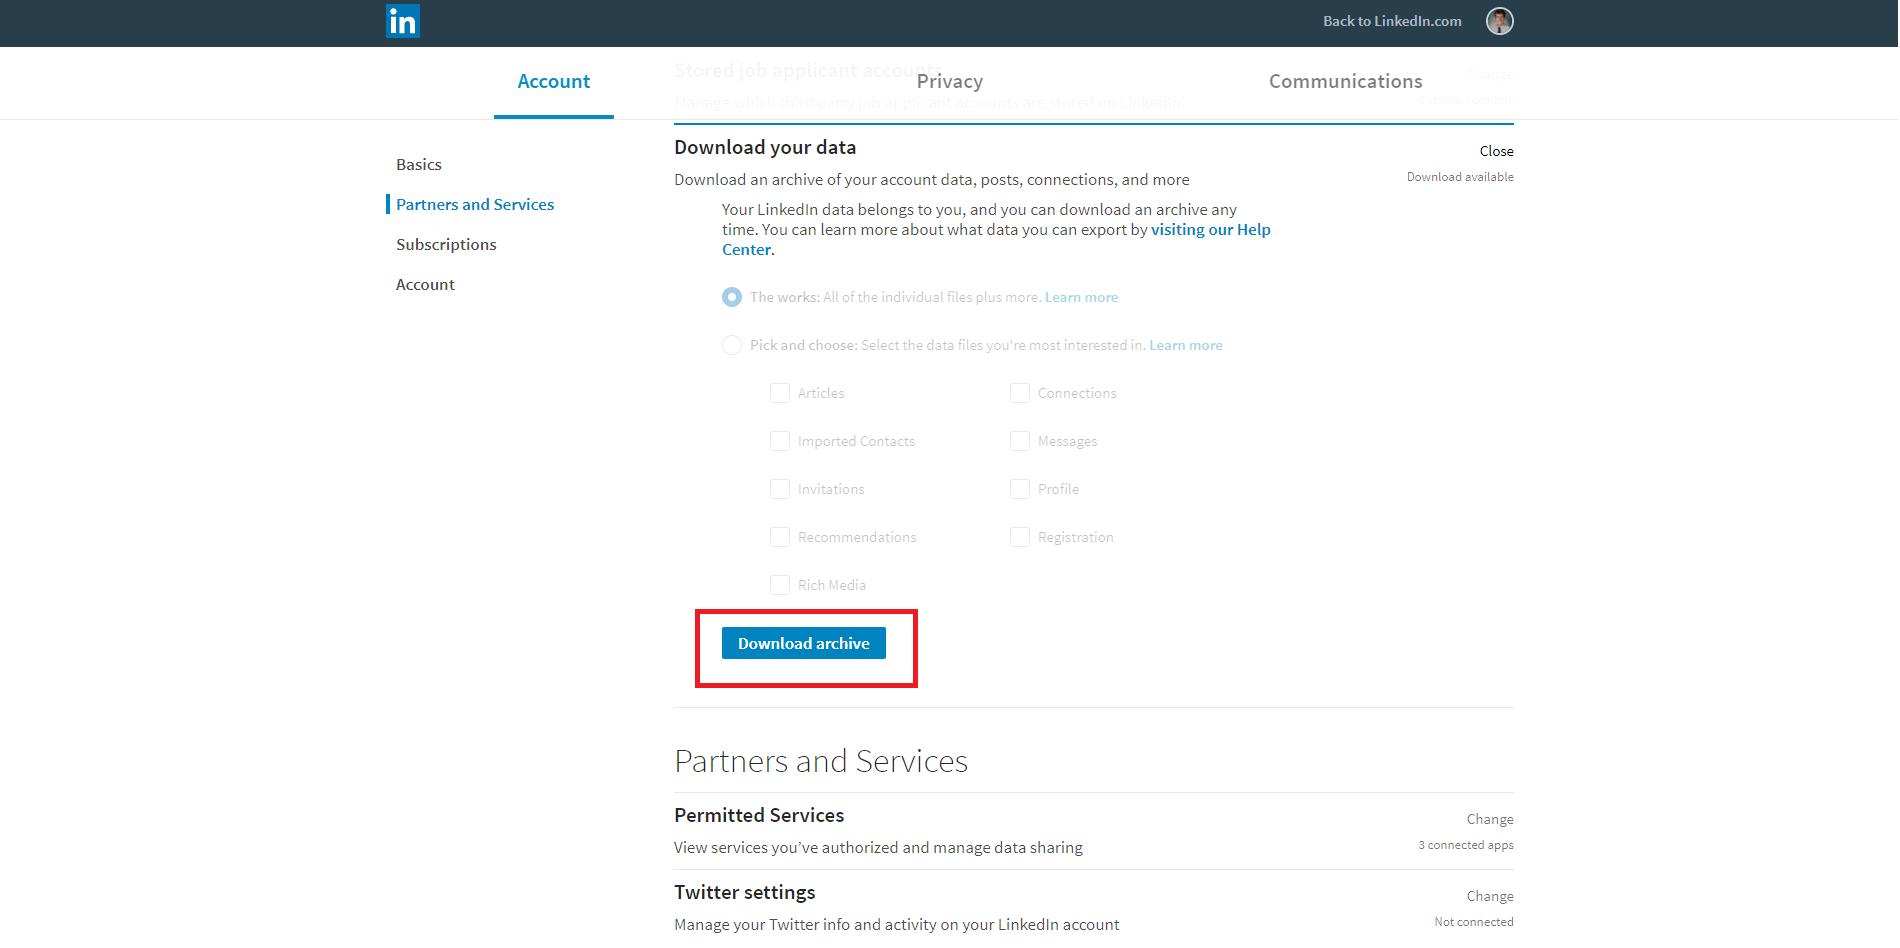 in
Back to LinkedIn.com
Account
Privacy
Communications
Stored job applicant accounts
Change
Manage which third party job applicant accounts are stored on LinkedIn.
0 stored accounts
Basics
Partners and Services
Subscriptions
Account
Download your data
Close
Download an archive of your account data, posts, connections, and more
Download available
Your LinkedIn data belongs to you, and you can download an archive any
time. You can learn more about what data you can export by visiting our Help
Center.
The works: All of the individual files plus more. Learn more
Pick and choose: Select the data files you're most interested in. Learn more
Articles
Connections
Imported Contacts
Messages
Invitations
Profile
Recommendations
Registration
Rich Media
Download archive
Partners and Services
Permitted Services
Change
View services you’ve authorized and manage data sharing
3 connected apps
Twitter settings
Change
Manage your Twitter info and activity on your LinkedIn account
Not connected